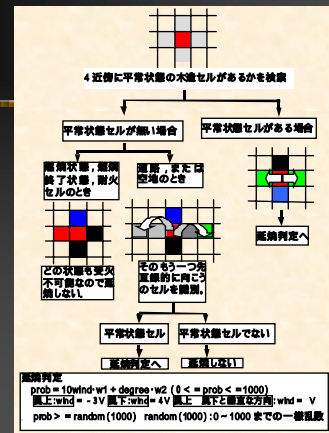 4近傍に平常状態の木造セルがあるかを検索
平常状態セルが無い場合
平常状態セルがある場合
燃焼状態，燃焼
終了状態，耐火
セルのとき
道路，または
空地のとき
延焼判定へ
どの状態も受火
不可能なので延
焼しない。
そのもう一つ先
直線的に向こう
のセルを識別。
平常状態セル
平常状態セルでない
延焼判定へ
延焼しない
延焼判定
prob = 10wind・w1 + degree・w2 ( 0 < = prob < =1000)
風上:wind = - 3V 風下:wind= 4V 風上 風下と垂直な方向:wind = V
prob > = random (1000) random (1000) : 0 ~ 1000 までの一様乱数